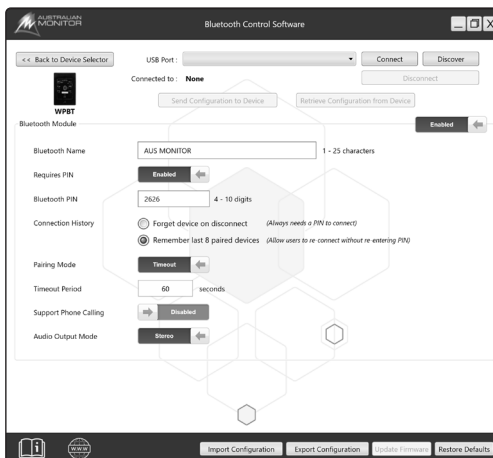 AUSTRALIAN
MONITOR
Bluetooth Control Software
<< Back to Device Selector
USB Port :
Connect
Discover
Connected to : None
Disconnect
Send Configuration to Device
Retrieve Configuration from Device
WPBT
Bluetooth Module
Enabled
Bluetooth Name
AUS MONITOR
1 - 25 characters
Requires PIN
Enabled
Bluetooth PIN
2626
4 - 10 digits
Connection History
Forget device on disconnect (Always needs a PIN to connect)
Remember last 8 paired devices (Allow users to re-connect without re-entering PIN)
Pairing Mode
Timeout
Timeout Period
60
seconds
Support Phone Calling
Disabled
Audio Output Mode
Stereo
i
WWW
Import Configuration
Export Configuration
Update Firmware
Restore Defaults